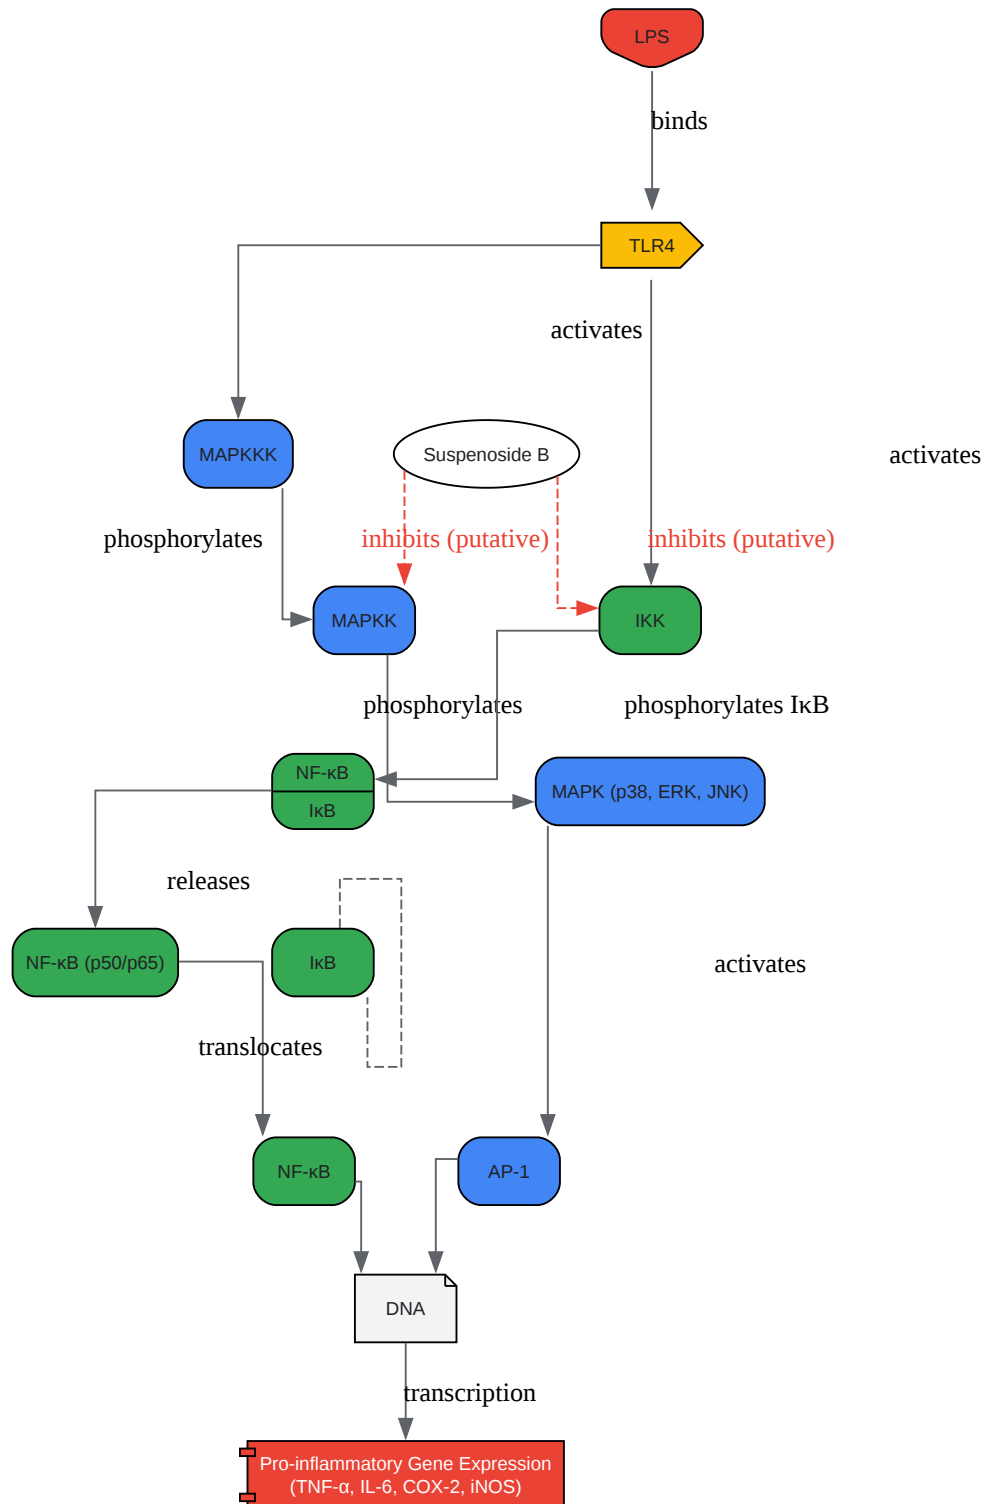 LPS
binds
TLR4
activates
activates
MAPKKK
Suspenoside B
phosphorylates
inhibits (putative)
inhibits (putative)
MAPKK
IKK
phosphorylates
phosphorylates IκB
NF-κB
IκB
MAPK (p38, ERK, JNK)
releases
NF-κB (p50/p65)
IκB
activates
translocates
NF-κB
AP-1
DNA
transcription
Pro-inflammatory Gene Expression
(TNF-α, IL-6, COX-2, iNOS)